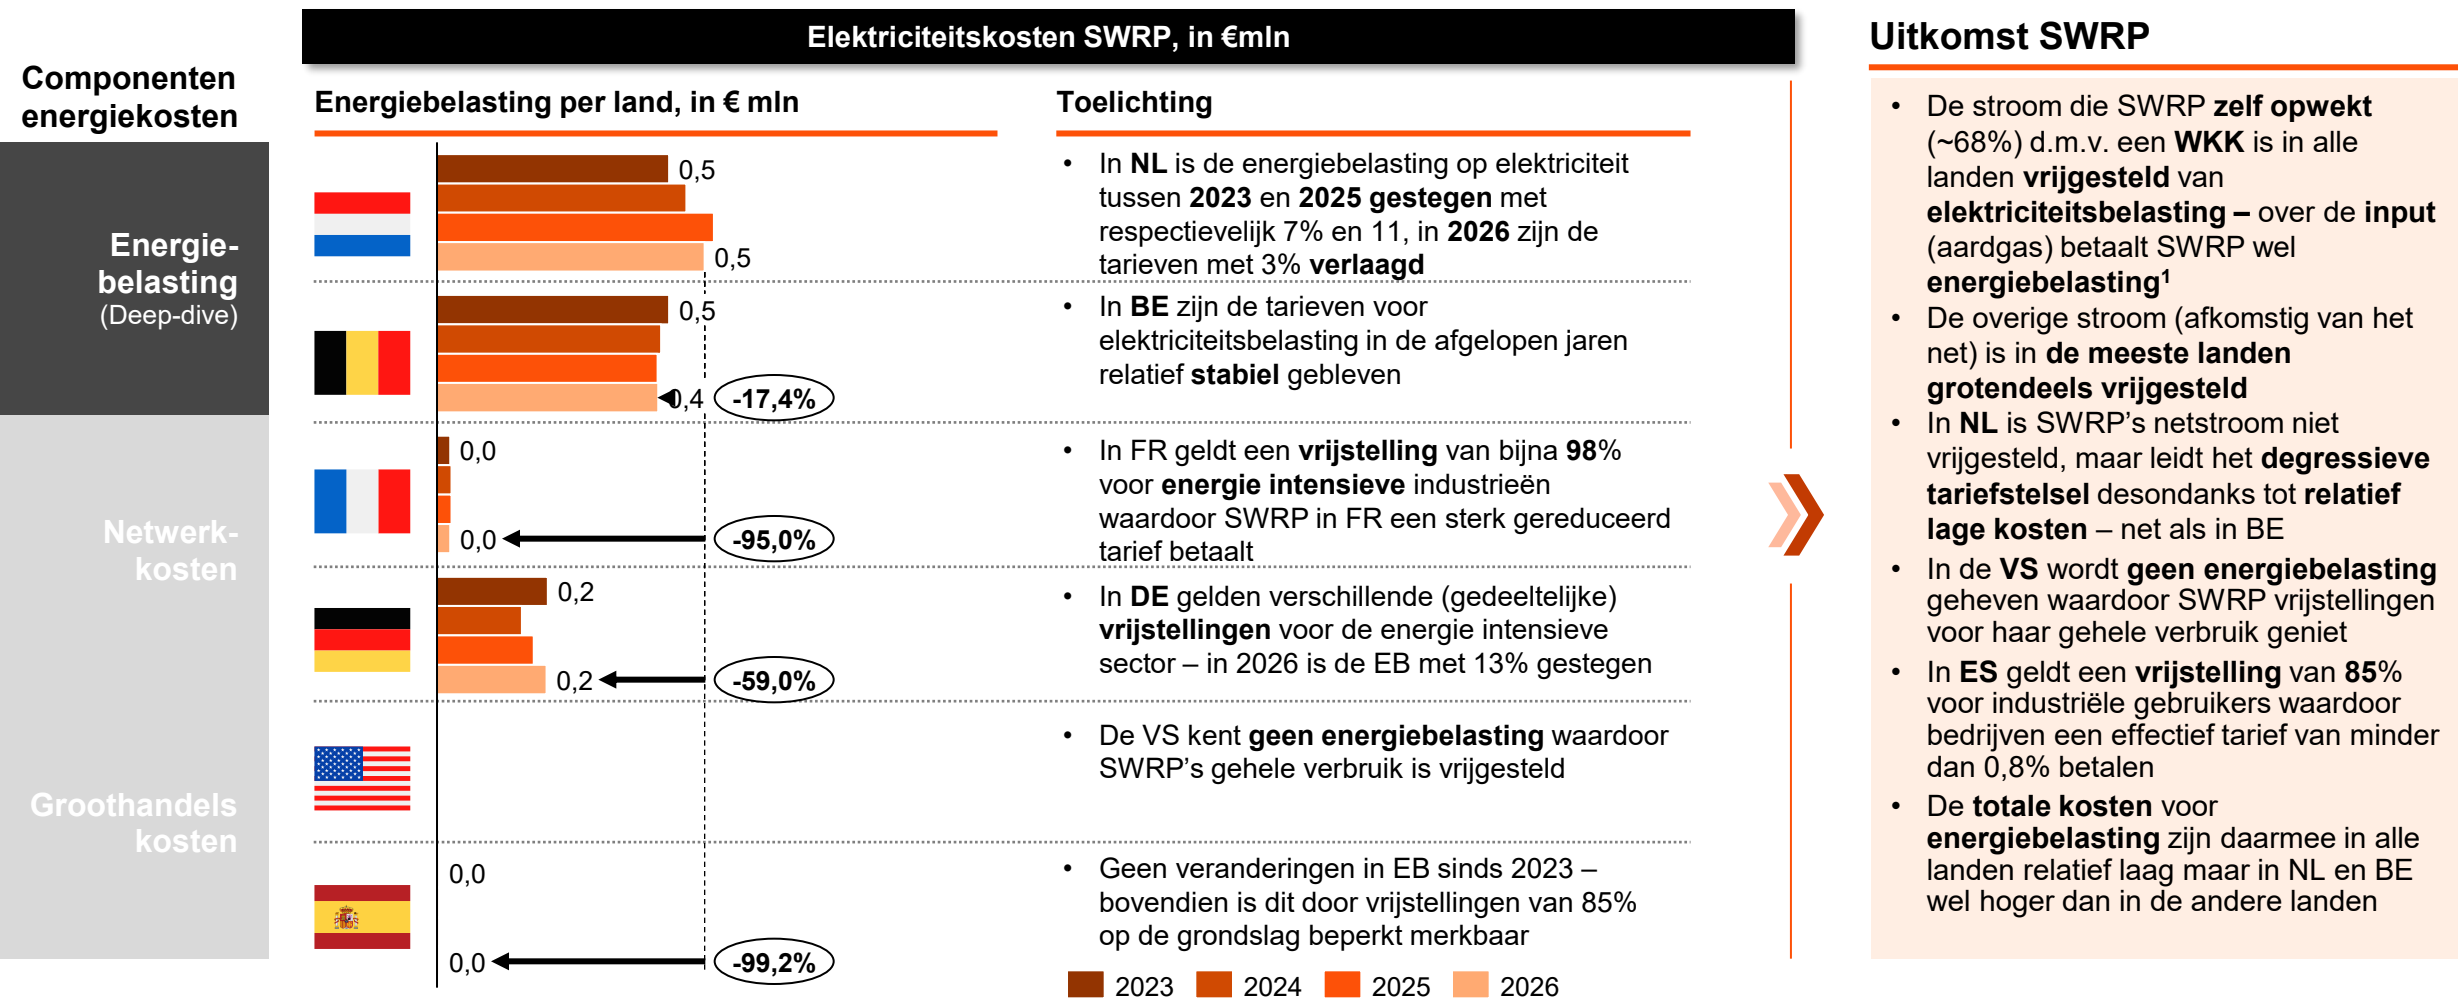 Elektriciteitskosten SWRP, in €mln
Componenten
energiekosten
Energie-
belasting
(Deep-dive)
Netwerk-
kosten
Groothandels
kosten
Energiebelasting per land, in € mln
0,5
0,5
0,5
0,4
-17,4%
0,0
0,0
-95,0%
0,2
0,2
-59,0%
0,0
0,0
-99,2%
Toelichting
• In NL is de energiebelasting op elektriciteit
tussen 2023 en 2025 gestegen met
respectievelijk 7% en 11, in 2026 zijn de
tarieven met 3% verlaagd
• In BE zijn de tarieven voor
elektriciteitsbelasting in de afgelopen jaren
relatief stabiel gebleven
• In FR geldt een vrijstelling van bijna 98%
voor energie intensieve industrieën
waardoor SWRP in FR een sterk gereduceerd
tarief betaalt
• In DE gelden verschillende (gedeeltelijke)
vrijstellingen voor de energie intensieve
sector – in 2026 is de EB met 13% gestegen
• De VS kent geen energiebelasting waardoor
SWRP’s gehele verbruik is vrijgesteld
• Geen veranderingen in EB sinds 2023 –
bovendien is dit door vrijstellingen van 85%
op de grondslag beperkt merkbaar
2023 2024 2025 2026
Uitkomst SWRP
• De stroom die SWRP zelf opwekt
(~68%) d.m.v. een WKK is in alle
landen vrijgesteld van
elektriciteitsbelasting – over de input
(aardgas) betaalt SWRP wel
energiebelasting¹
• De overige stroom (afkomstig van het
net) is in de meeste landen
grotendeels vrijgesteld
• In NL is SWRP’s netstroom niet
vrijgesteld, maar leidt het degressieve
tariefstelsel desondanks tot relatief
lage kosten – net als in BE
• In de VS wordt geen energiebelasting
geheven waardoor SWRP vrijstellingen
voor haar gehele verbruik geniet
• In ES geldt een vrijstelling van 85%
voor industriële gebruikers waardoor
bedrijven een effectief tarief van minder
dan 0,8% betalen
• De totale kosten voor
energiebelasting zijn daarmee in alle
landen relatief laag maar in NL en BE
wel hoger dan in de andere landen